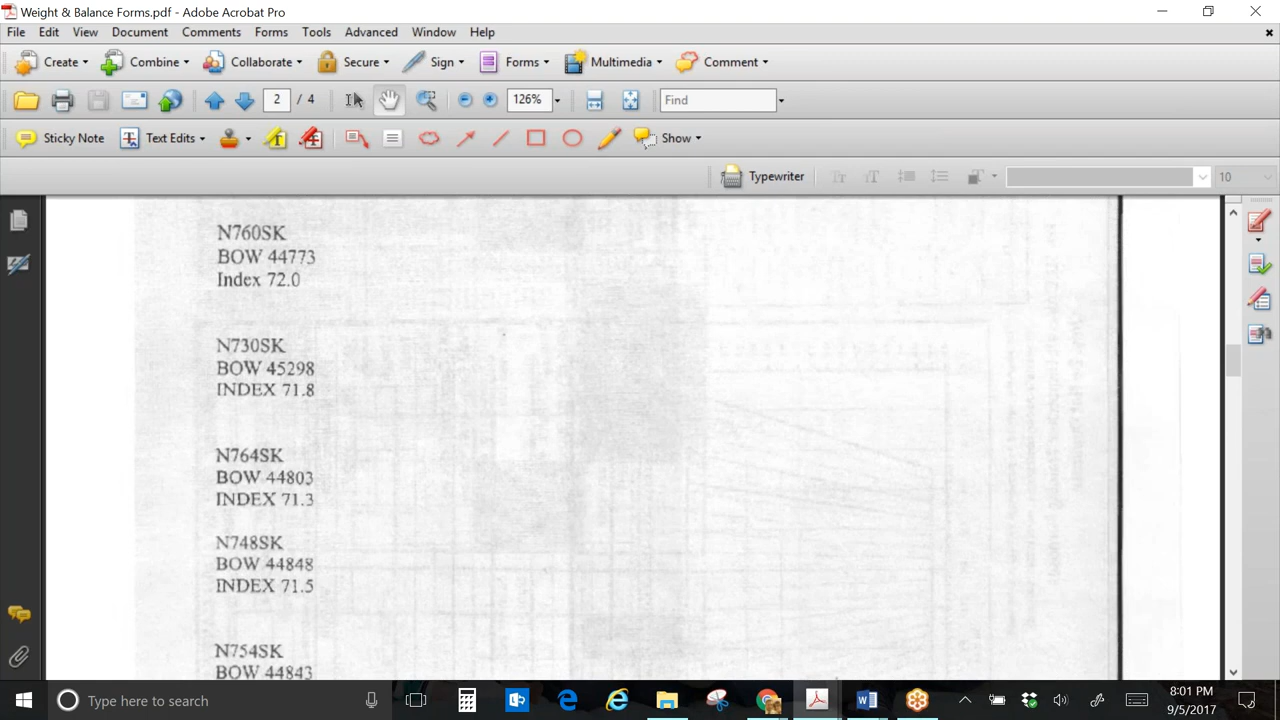 Weight & Balance Forms.pdf - Adobe Acrobat Pro
File Edit View Document Comments Forms Tools Advanced Window Help
Create Combine Collaborate Secure Sign Forms Multimedia Comment
2 / 4 126% Find
Sticky Note Text Edits Show
Typewriter 10
N760SK
BOW 44773
Index 72.0
N730SK
BOW 45298
INDEX 71.8
N764SK
BOW 44803
INDEX 71.3
N748SK
BOW 44848
INDEX 71.5
N754SK
BOW 44843
Type here to search
8:01 PM
9/5/2017